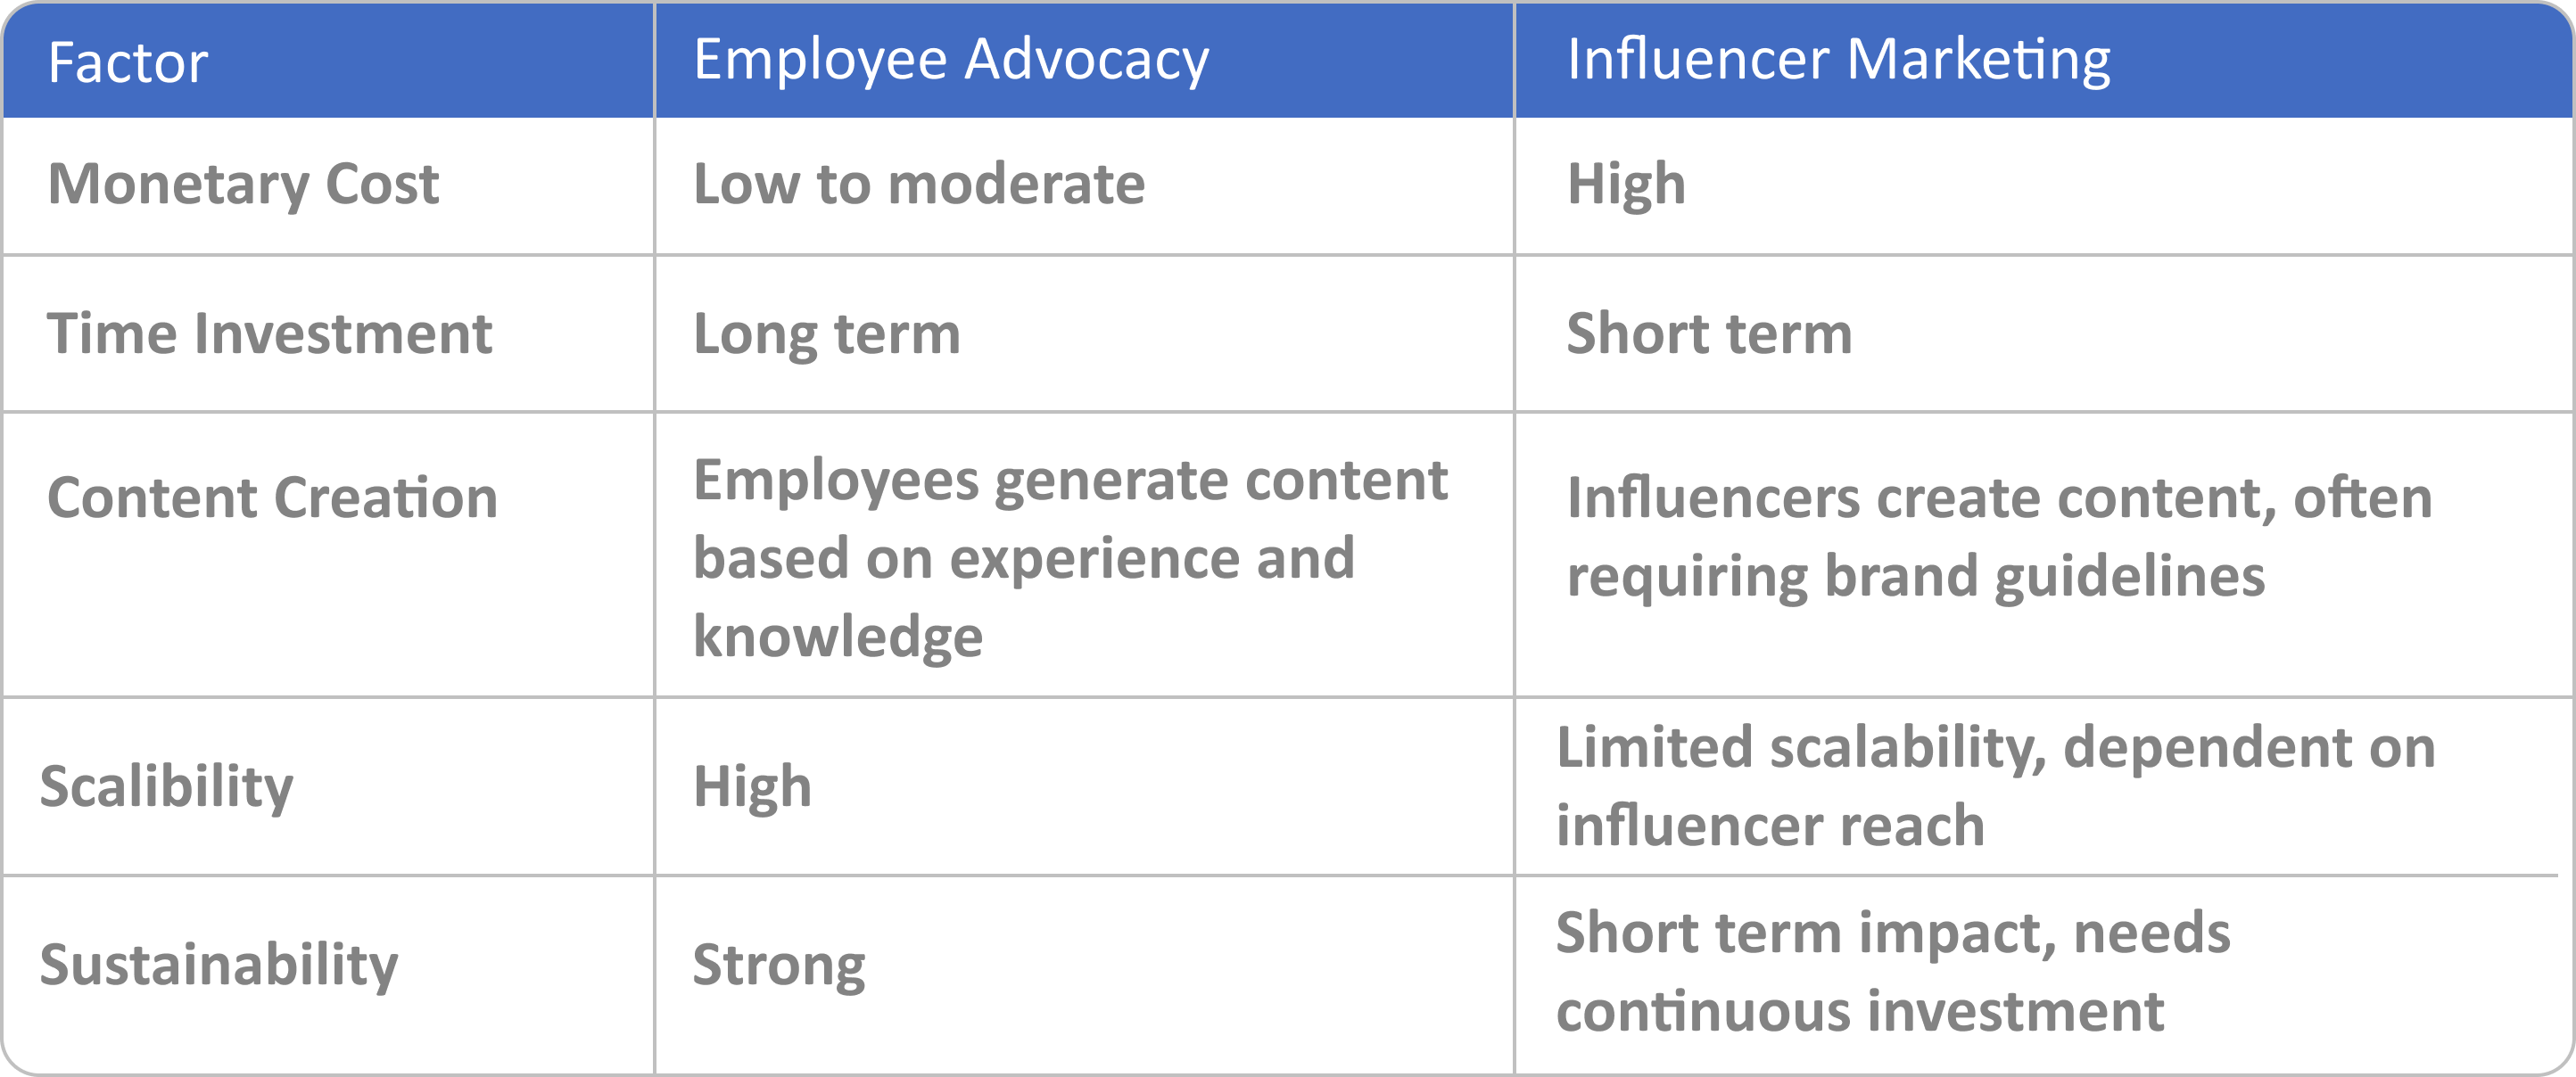 Factor
Employee Advocacy
Influencer Marketing
Monetary Cost
Low to moderate
High
Time Investment
Long term
Short term
Content Creation
Employees generate content
based on experience and
knowledge
Influencers create content, often
requiring brand guidelines
Scalibility
High
Limited scalability, dependent on
influencer reach
Sustainability
Strong
Short term impact, needs
continuous investment